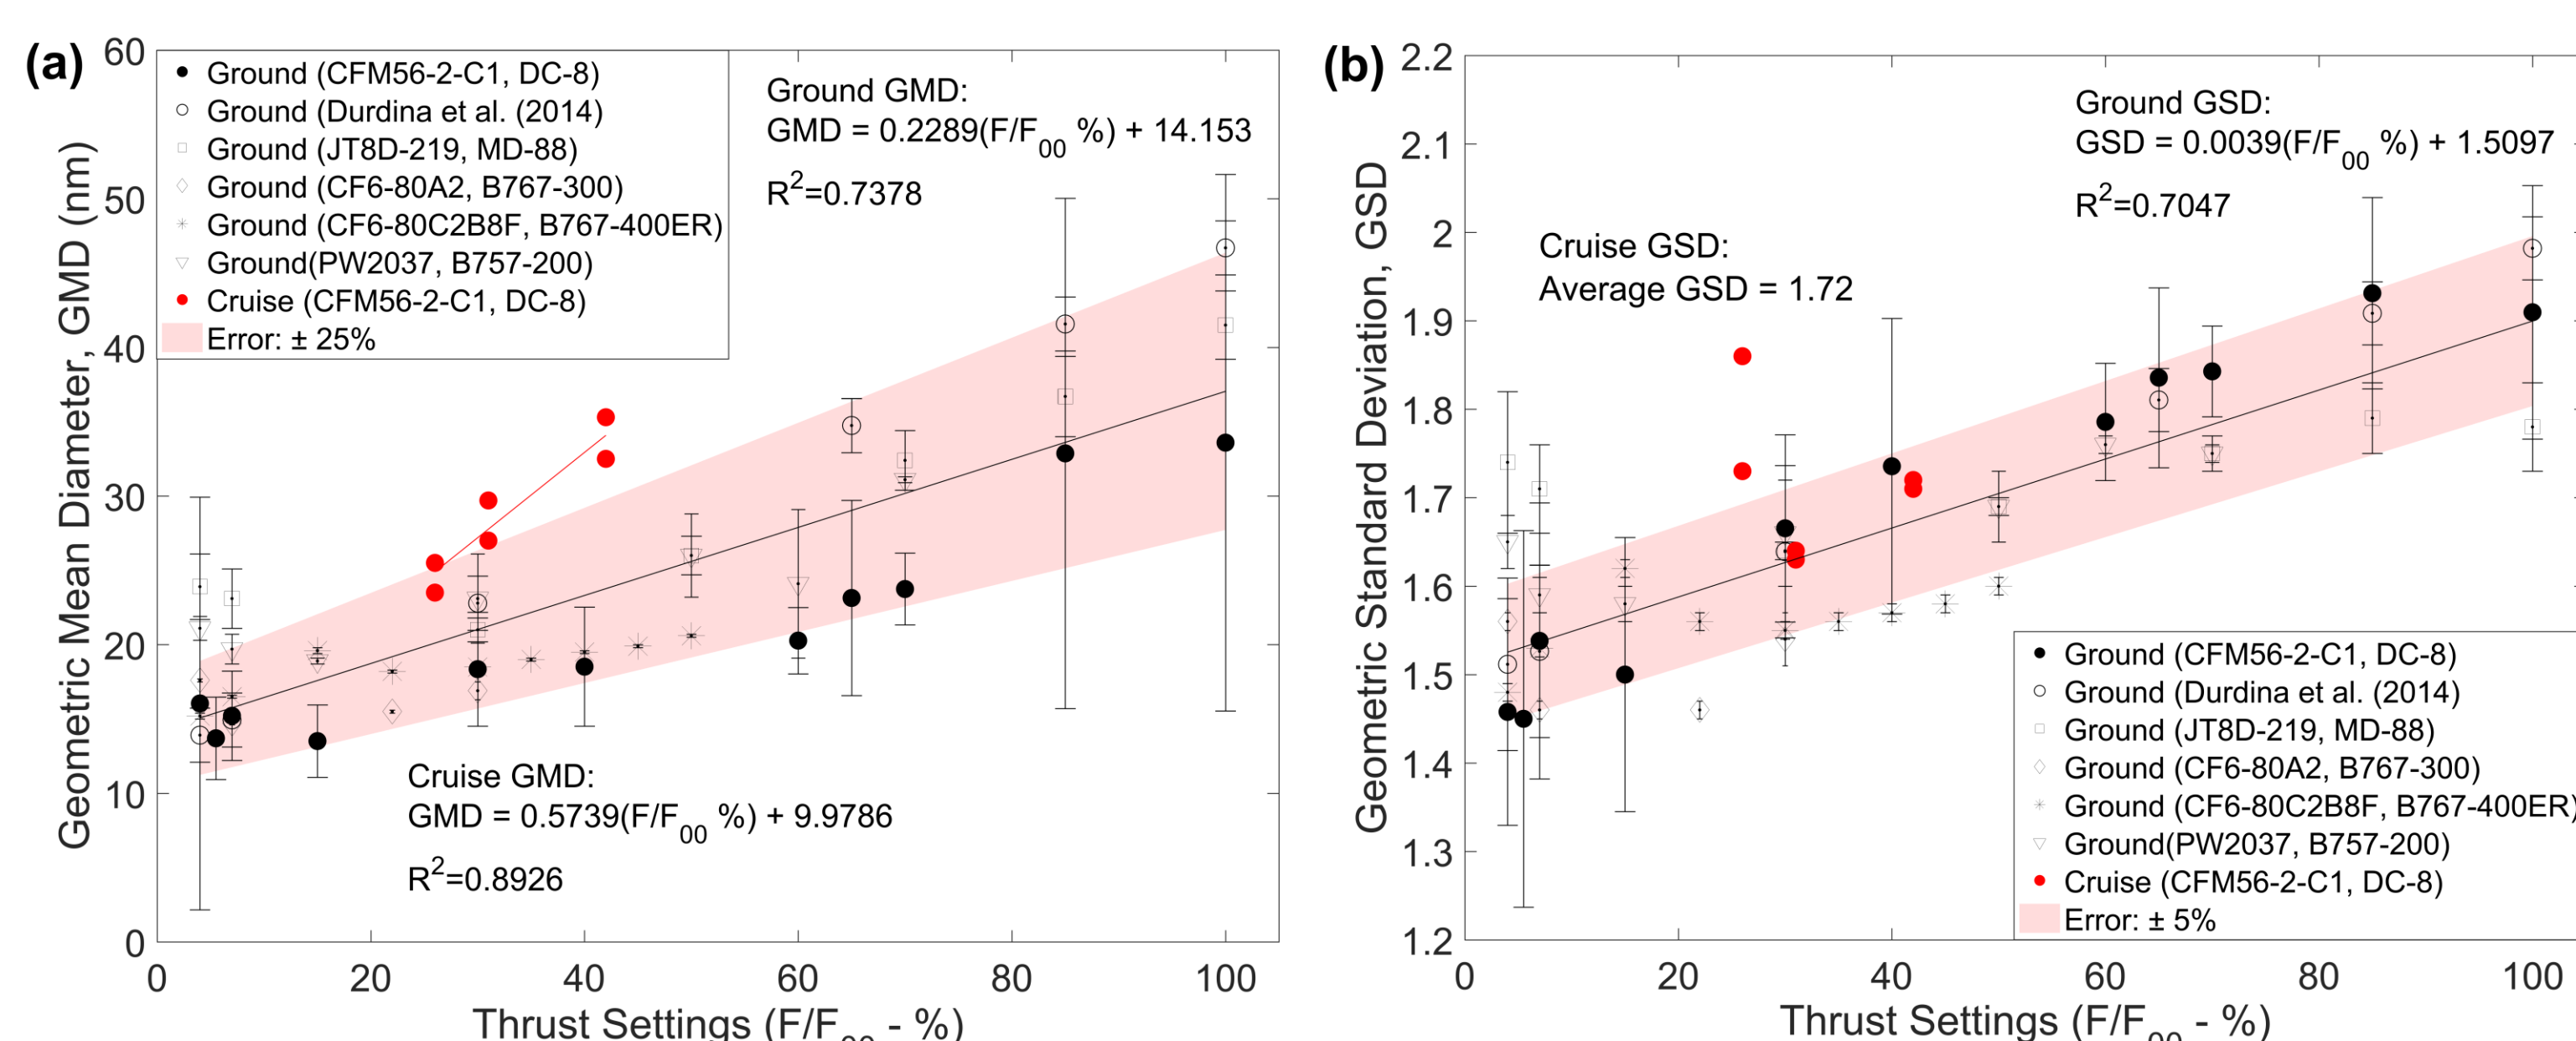 (a)
60
50
40
30
20
10
0
Geometric Mean Diameter, GMD (nm)
Ground (CFM56-2-C1, DC-8)
Ground (Durdina et al. (2014)
Ground (JT8D-219, MD-88)
Ground (CF6-80A2, B767-300)
Ground (CF6-80C2B8F, B767-400ER)
Ground(PW2037, B757-200)
Cruise (CFM56-2-C1, DC-8)
Error: ± 25%
Ground GMD:
GMD = 0.2289(F/F00 %) + 14.153
R2=0.7378
Cruise GMD:
GMD = 0.5739(F/F00 %) + 9.9786
R2=0.8926
0 20 40 60 80 100
Thrust Settings (F/F00 - %)
(b)
2.2
2.1
2
1.9
1.8
1.7
1.6
1.5
1.4
1.3
1.2
Geometric Standard Deviation, GSD
Ground GSD:
GSD = 0.0039(F/F00 %) + 1.5097
R2=0.7047
Cruise GSD:
Average GSD = 1.72
Ground (CFM56-2-C1, DC-8)
Ground (Durdina et al. (2014)
Ground (JT8D-219, MD-88)
Ground (CF6-80A2, B767-300)
Ground (CF6-80C2B8F, B767-400ER)
Ground(PW2037, B757-200)
Cruise (CFM56-2-C1, DC-8)
Error: ± 5%
0 20 40 60 80 100
Thrust Settings (F/F00 - %)